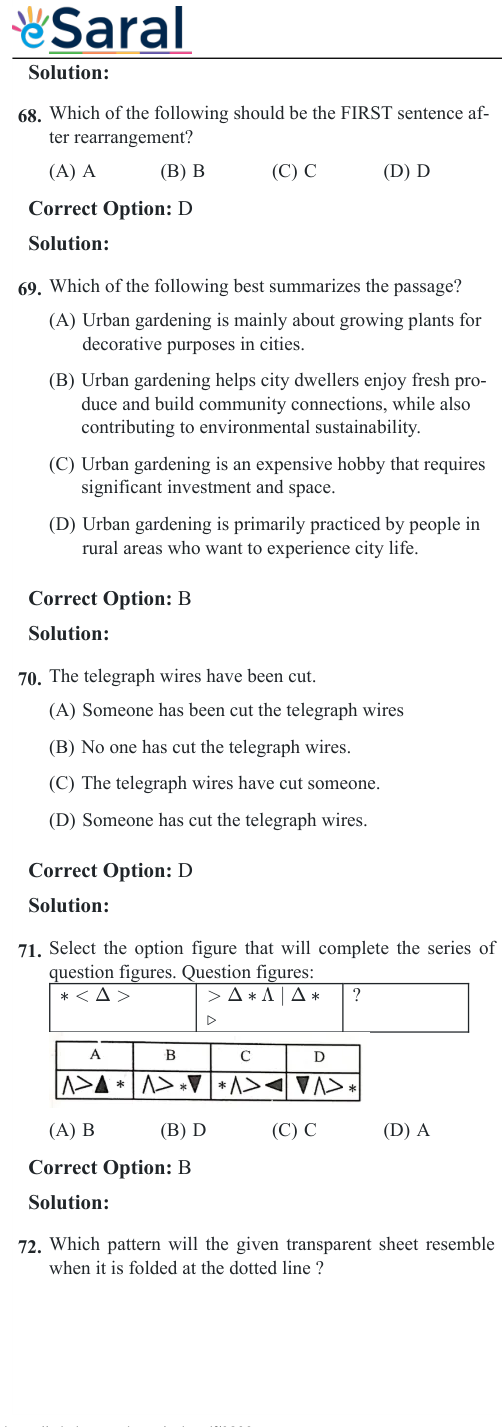 eSaral
Solution:
68. Which of the following should be the FIRST sentence af-
ter rearrangement?
(A) A (B) B (C) C (D) D
Correct Option: D
Solution:
69. Which of the following best summarizes the passage?
(A) Urban gardening is mainly about growing plants for
decorative purposes in cities.
(B) Urban gardening helps city dwellers enjoy fresh pro-
duce and build community connections, while also
contributing to environmental sustainability.
(C) Urban gardening is an expensive hobby that requires
significant investment and space.
(D) Urban gardening is primarily practiced by people in
rural areas who want to experience city life.
Correct Option: B
Solution:
70. The telegraph wires have been cut.
(A) Someone has been cut the telegraph wires
(B) No one has cut the telegraph wires.
(C) The telegraph wires have cut someone.
(D) Someone has cut the telegraph wires.
Correct Option: D
Solution:
71. Select the option figure that will complete the series of
question figures. Question figures:
∗ < Δ > > Δ ∗ Λ | Δ ∗ ?
▷
A B C D
Λ>▲ * Λ> *▼ *Λ>◀ ▼Λ> *
(A) B (B) D (C) C (D) A
Correct Option: B
Solution:
72. Which pattern will the given transparent sheet resemble
when it is folded at the dotted line ?